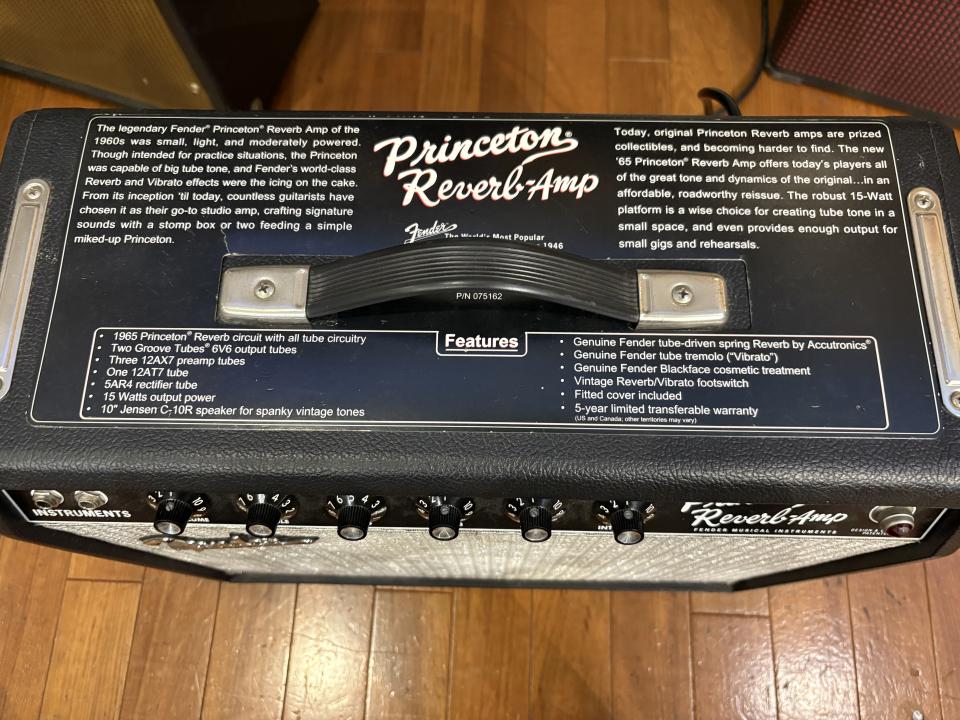 The legendary Fender® Princeton® Reverb Amp of the
1960s was small, light, and moderately powered.
Though intended for practice situations, the Princeton
was capable of big tube tone, and Fender's world-class
Reverb and Vibrato effects were the icing on the cake.
From its inception 'til today, countless guitarists have
chosen it as their go-to studio amp, crafting signature
sounds with a stomp box or two feeding a simple
miked-up Princeton.
Princeton®
Reverb-Amp
Fender
The World's Most Popular
1946
Today, original Princeton Reverb amps are prized
collectibles, and becoming harder to find. The new
'65 Princeton® Reverb Amp offers today's players all
of the great tone and dynamics of the original...in an
affordable, roadworthy reissue. The robust 15-Watt
platform is a wise choice for creating tube tone in a
small space, and even provides enough output for
small gigs and rehearsals.
P/N 075162
Features
• 1965 Princeton® Reverb circuit with all tube circuitry
• Two Groove Tubes® 6V6 output tubes
• Three 12AX7 preamp tubes
• One 12AT7 tube
• 5AR4 rectifier tube
• 15 Watts output power
• 10" Jensen C-10R speaker for spanky vintage tones
• Genuine Fender tube-driven spring Reverb by Accutronics®
• Genuine Fender tube tremolo ("Vibrato")
• Genuine Fender Blackface cosmetic treatment
• Vintage Reverb/Vibrato footswitch
• Fitted cover included
• 5-year limited transferable warranty
(US and Canada; other territories may vary)
INSTRUMENTS
Reverb-Amp
FENDER MUSICAL INSTRUMENTS